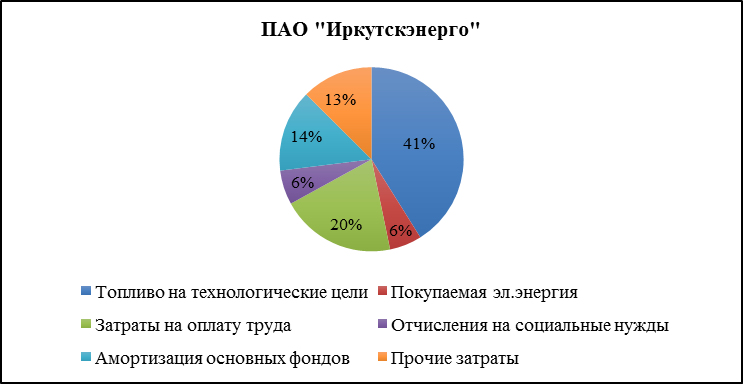 ПАО "Иркутскэнерго"
13%
41%
14%
6%
20%
6%
Топливо на технологические цели
Покупаемая эл.энергия
Затраты на оплату труда
Отчисления на социальные нужды
Амортизация основных фондов
Прочие затраты